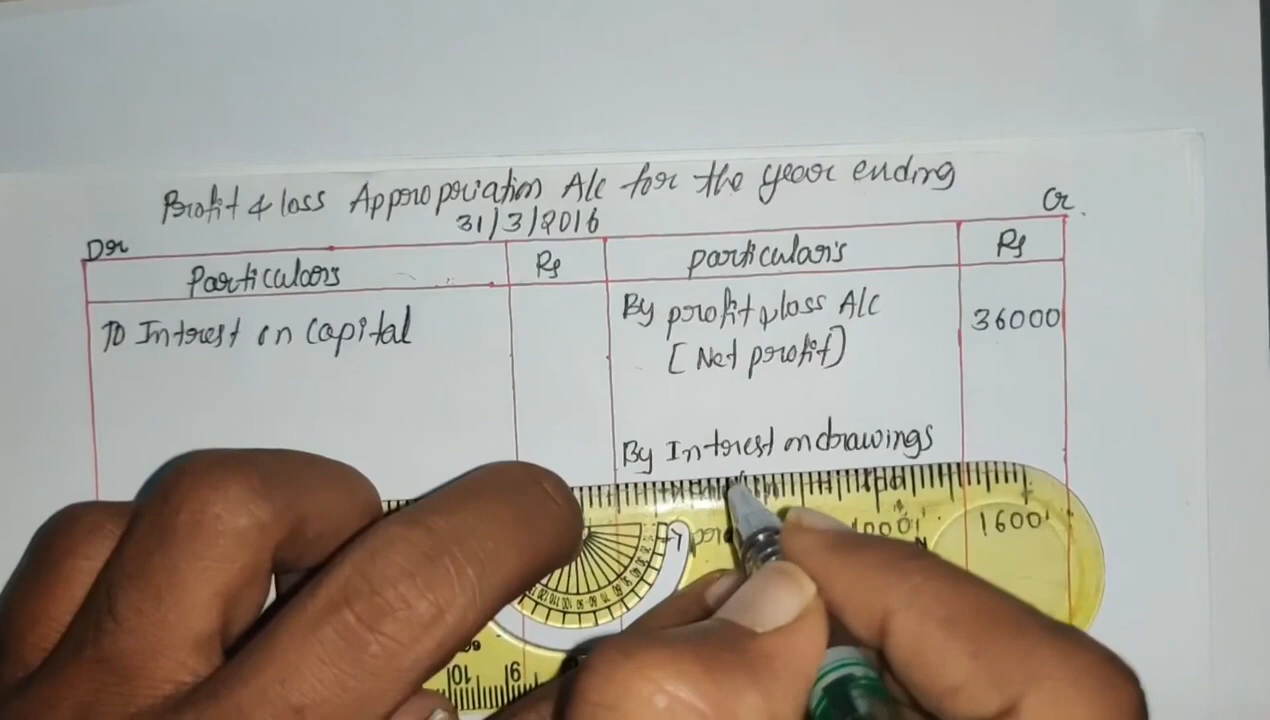 Profit & loss Appropriation A/c for the year ending
31/3/2016
Dr
Cr.
Particulars Rs particulars Rs
To Interest on Capital
By profit & loss A/c 36000
[Net profit)
By Interest on drawings
1000 1600